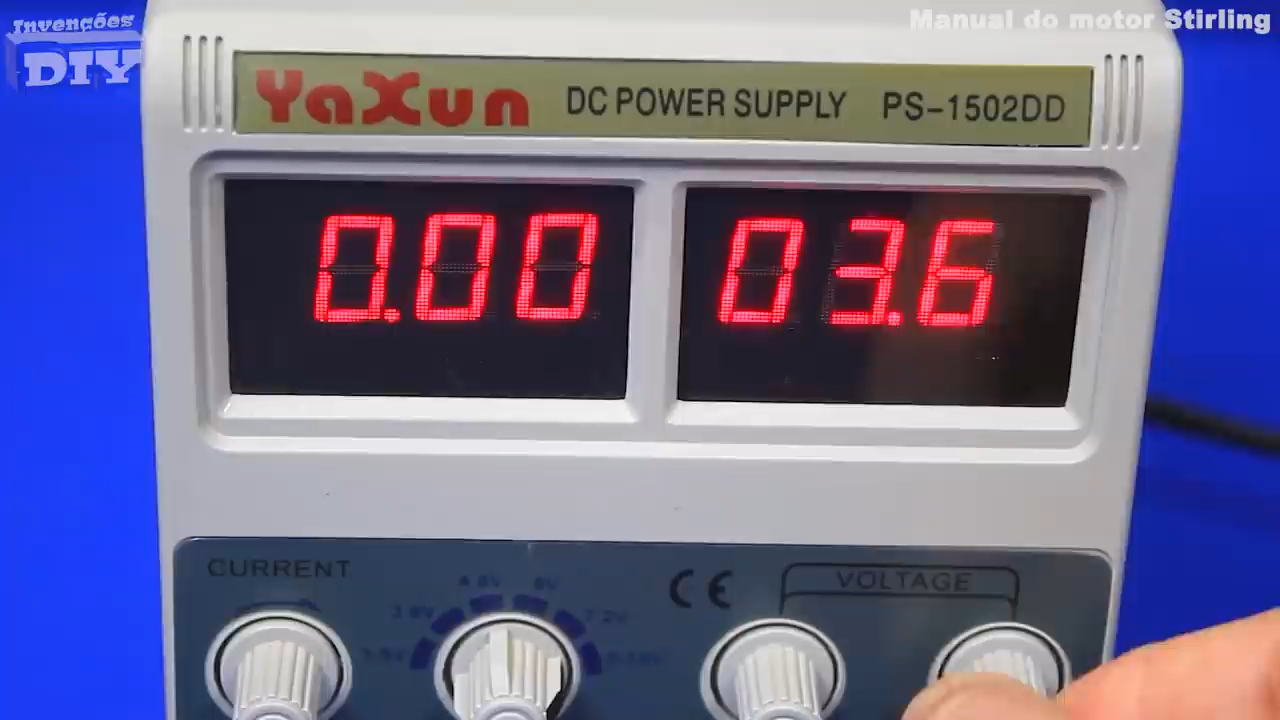 Invenções
DIY
Manual do motor Stirling
YaXun DC POWER SUPPLY PS-1502DD
0.00 03.6
CURRENT
CE
VOLTAGE